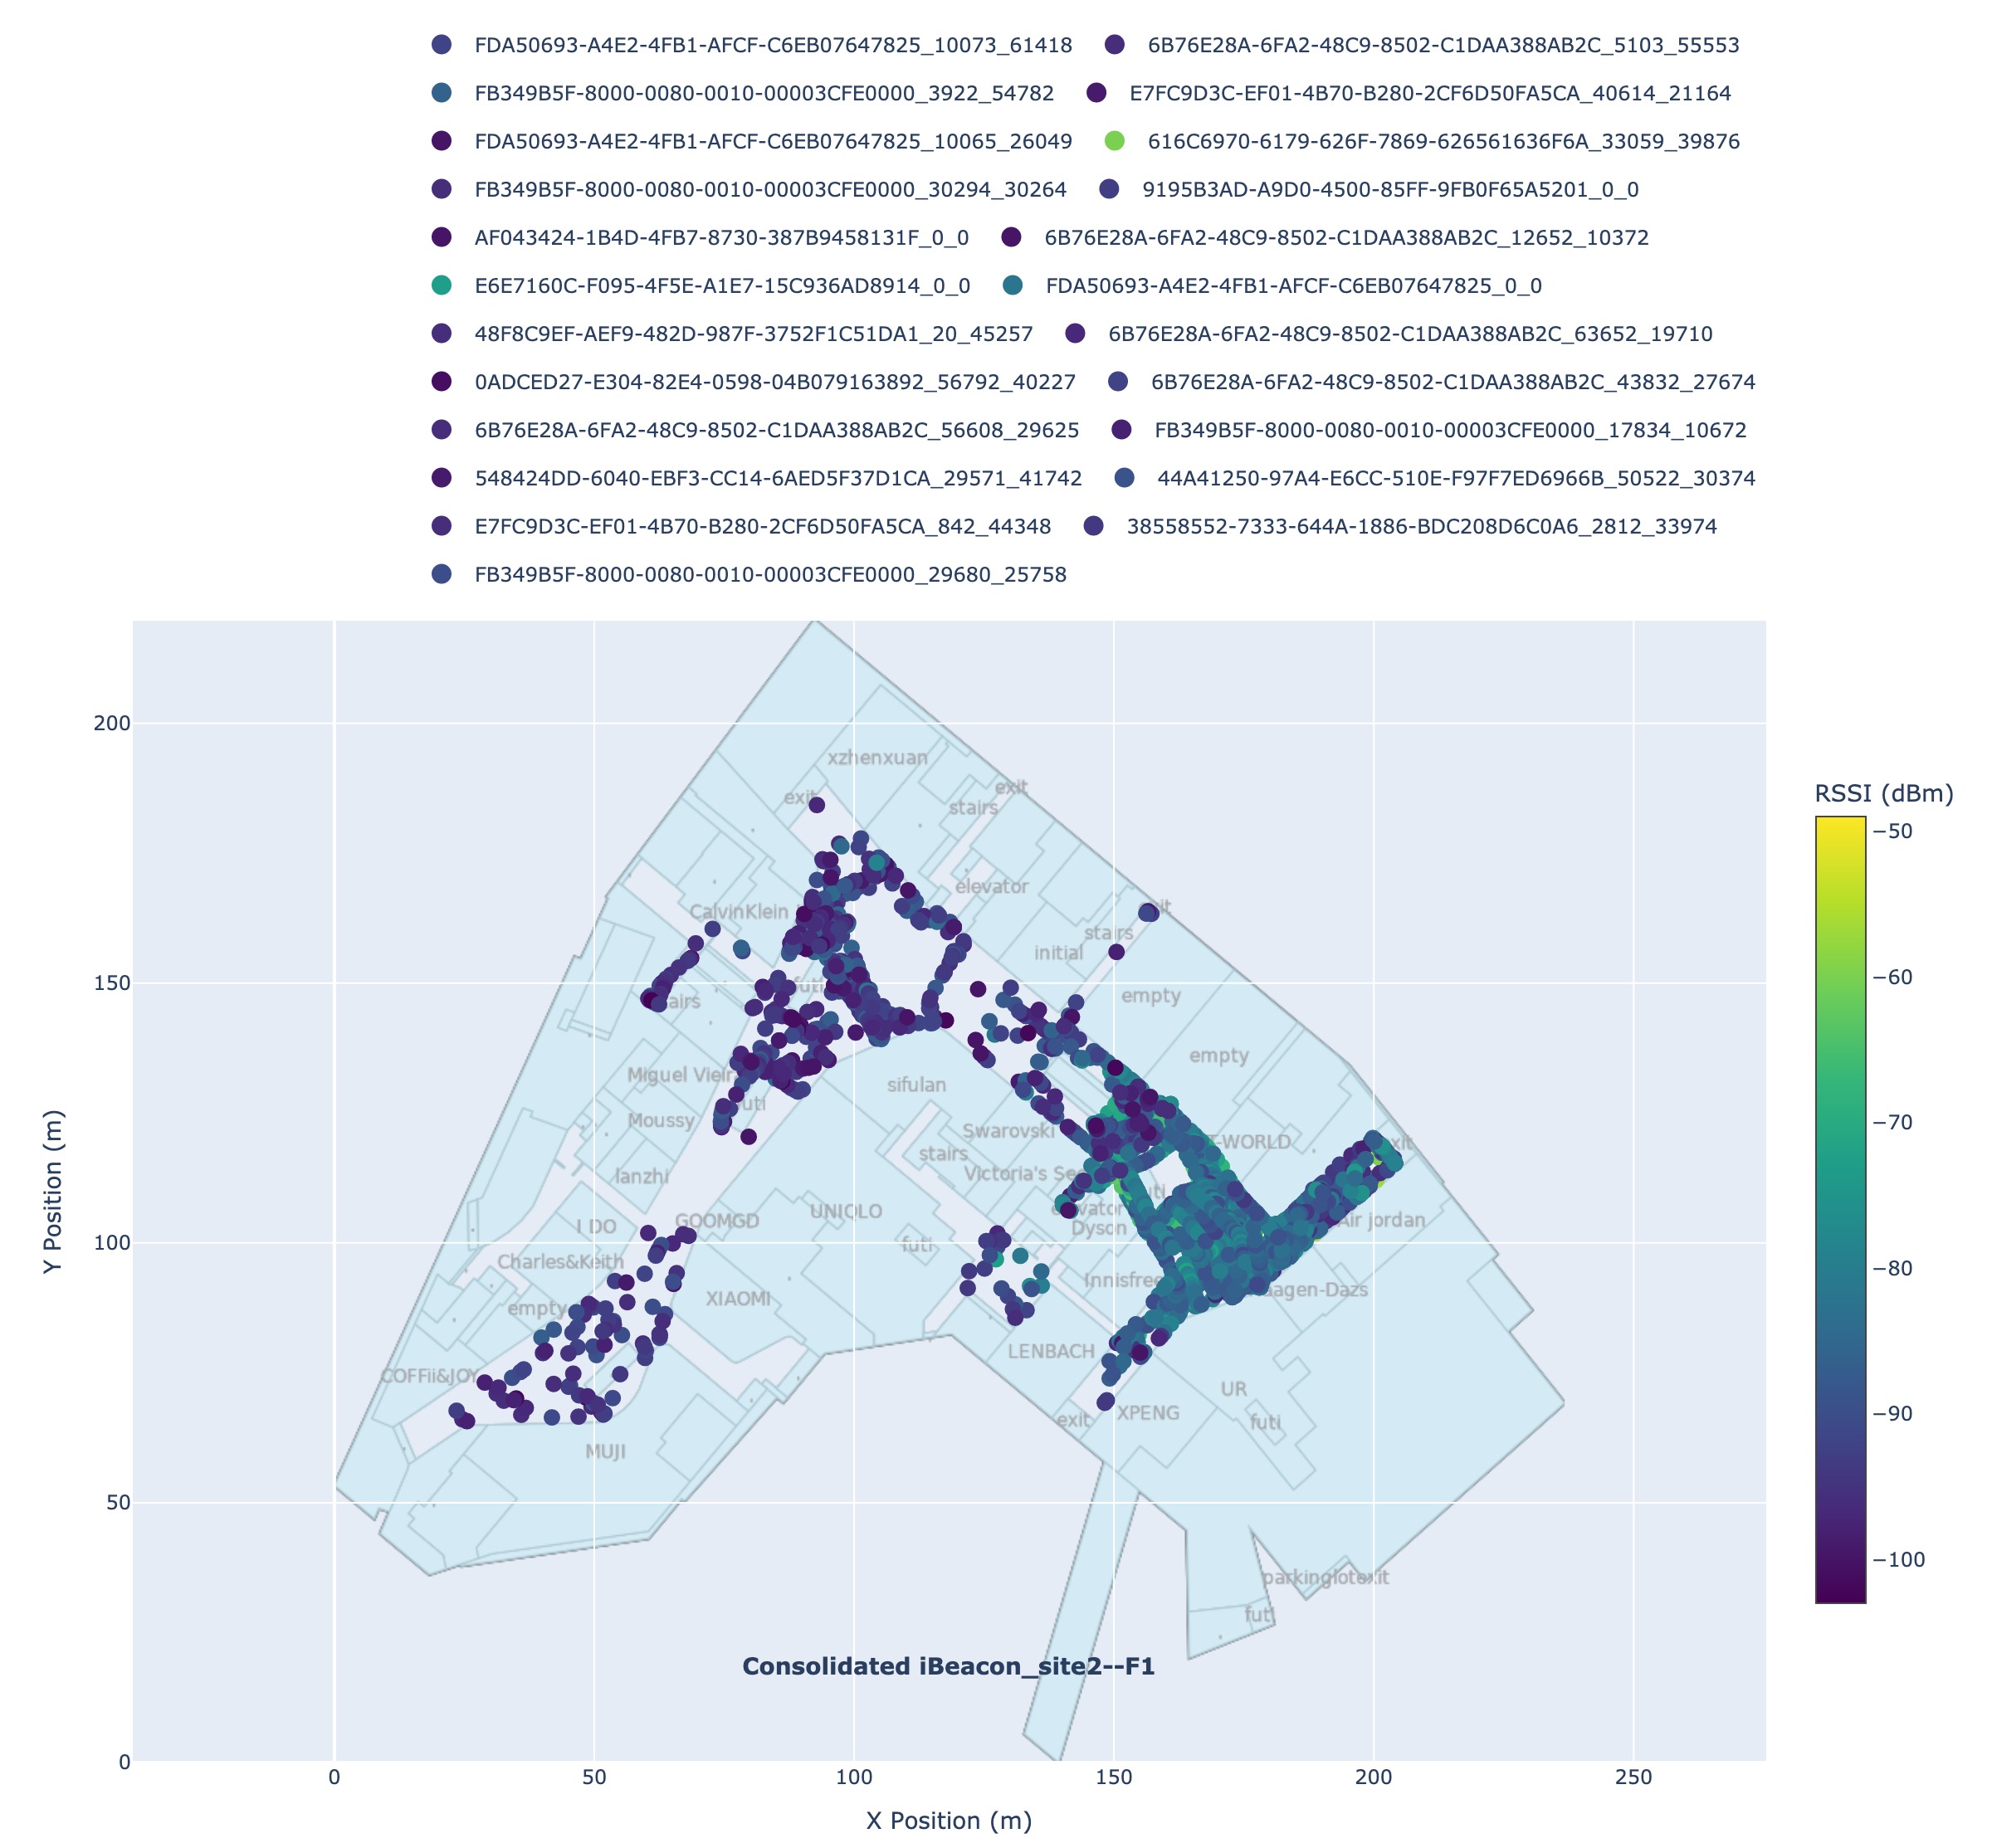 FDA50693-A4E2-4FB1-AFCF-C6EB07647825_10073_61418 6B76E28A-6FA2-48C9-8502-C1DAA388AB2C_5103_55553
FB349B5F-8000-0080-0010-00003CFE0000_3922_54782 E7FC9D3C-EF01-4B70-B280-2CF6D50FA5CA_40614_21164
FDA50693-A4E2-4FB1-AFCF-C6EB07647825_10065_26049 616C6970-6179-626F-7869-626561636F6A_33059_39876
FB349B5F-8000-0080-0010-00003CFE0000_30294_30264 9195B3AD-A9D0-4500-85FF-9FB0F65A5201_0_0
AF043424-1B4D-4FB7-8730-387B9458131F_0_0 6B76E28A-6FA2-48C9-8502-C1DAA388AB2C_12652_10372
E6E7160C-F095-4F5E-A1E7-15C936AD8914_0_0 FDA50693-A4E2-4FB1-AFCF-C6EB07647825_0_0
48F8C9EF-AEF9-482D-987F-3752F1C51DA1_20_45257 6B76E28A-6FA2-48C9-8502-C1DAA388AB2C_63652_19710
0ADCED27-E304-82E4-0598-04B079163892_56792_40227 6B76E28A-6FA2-48C9-8502-C1DAA388AB2C_43832_27674
6B76E28A-6FA2-48C9-8502-C1DAA388AB2C_56608_29625 FB349B5F-8000-0080-0010-00003CFE0000_17834_10672
548424DD-6040-EBF3-CC14-6AED5F37D1CA_29571_41742 44A41250-97A4-E6CC-510E-F97F7ED6966B_50522_30374
E7FC9D3C-EF01-4B70-B280-2CF6D50FA5CA_842_44348 38558552-7333-644A-1886-BDC208D6C0A6_2812_33974
FB349B5F-8000-0080-0010-00003CFE0000_29680_25758
200
xzhenxuan
RSSI (dBm)
exit
exit
stairs
−50
elevator
CalvinKlein
stairs
initial
−60
150
futi
empty
empty
Miguel Vieir
sifulan
Moussy
−70
Swarovski
T-WORLD
stairs
lanzhi
Victoria's Se
Y Position (m)
UNIQLO
I DO
GOOMGD
Air jordan
Dyson
100
futi
Charles&Keith
−80
Innisfree
aagen-Dazs
XIAOMI
empty
LENBACH
COFFii&JOY
UR
XPENG
exit
futi
−90
MUJI
50
−100
parkinglotexit
futi
Consolidated iBeacon_site2--F1
0
0 50 100 150 200 250
X Position (m)